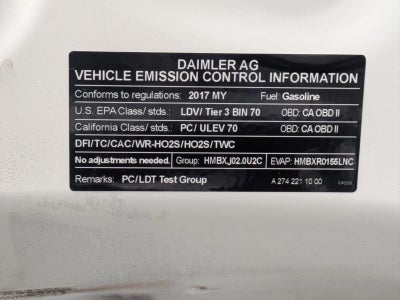 DAIMLER AG
VEHICLE EMISSION CONTROL INFORMATION
Conforms to regulations: 2017 MY Fuel: Gasoline
U.S. EPA Class/ stds.: LDV/ Tier 3 BIN 70 OBD: CA OBD II
California Class/ stds.: PC/ ULEV 70 OBD: CA OBD II
DFI/TC/CAC/WR-HO2S/HO2S/TWC
No adjustments needed. Group: HMBXJ02.0U2C EVAP: HMBXR0155LNC
Remarks: PC/LDT Test Group A 274 221 10 00